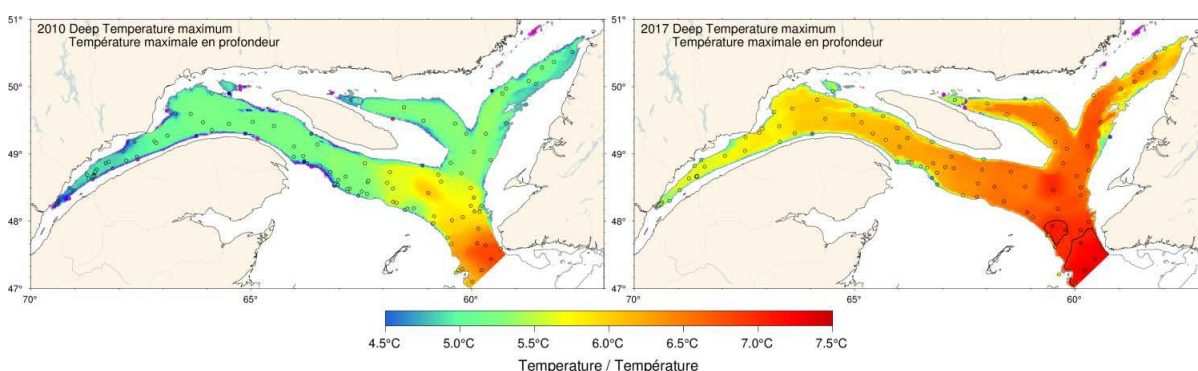 2010 Deep Temperature maximum
Température maximale en profondeur
2017 Deep Temperature maximum
Température maximale en profondeur
51°
50°
49°
48°
47°
70° 65° 60°
51°
50°
49°
48°
47°
70° 65° 60°
4.5°C 5.0°C 5.5°C 6.0°C 6.5°C 7.0°C 7.5°C
Temperature / Température